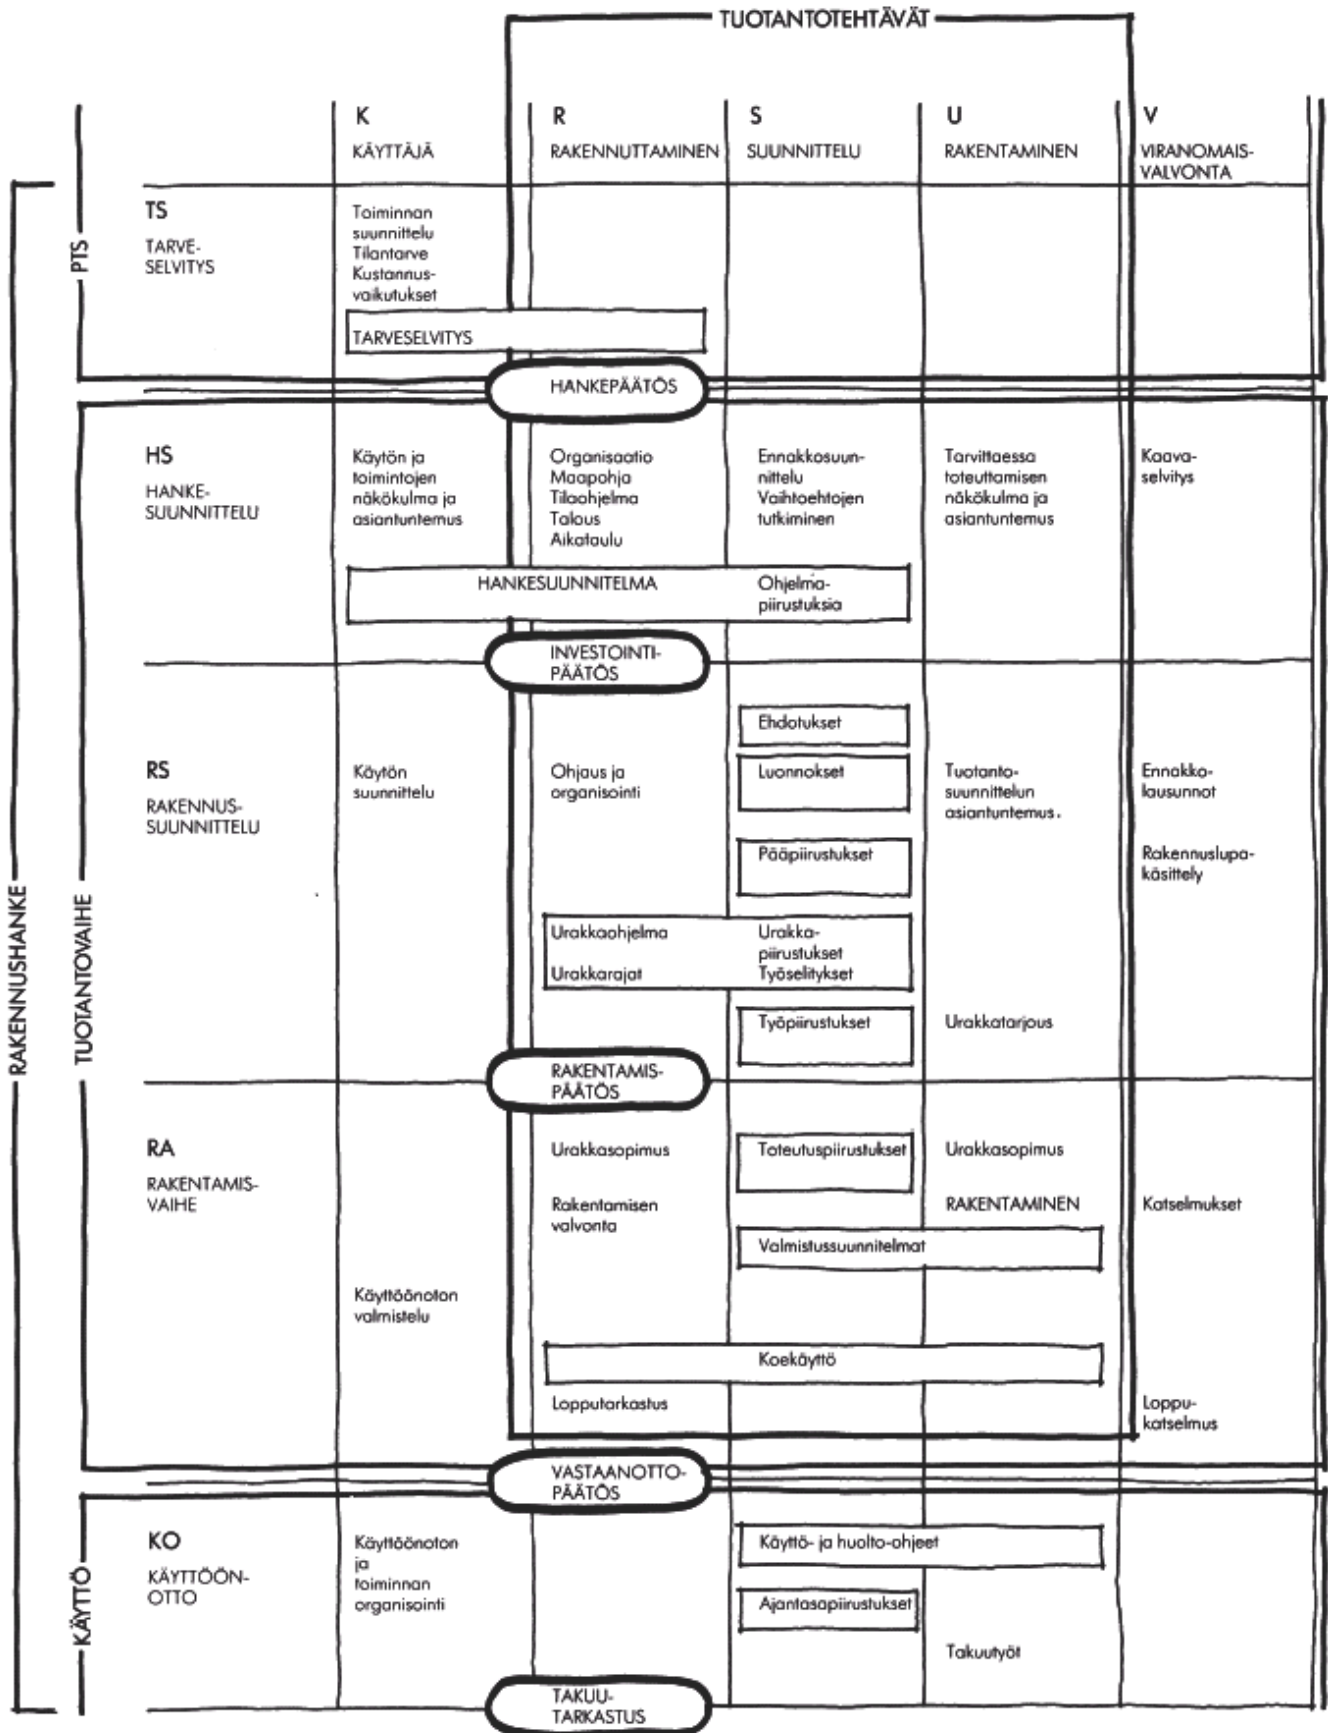 TUOTANTOTEHTÄVÄT
K
KÄYTTÄJÄ
R
RAKENNUTTAMINEN
S
SUUNNITTELU
U
RAKENTAMINEN
V
VIRANOMAIS-
VALVONTA
RAKENNUSHANKE
PTS
TS
TARVE-
SELVITYS
Toiminnan
suunnittelu
Tilantarve
Kustannus-
vaikutukset
TARVESELVITYS
HANKEPÄÄTÖS
TUOTANTOVAIHE
HS
HANKE-
SUUNNITTELU
Käytön ja
toimintojen
näkökulma ja
asiantuntemus
Organisaatio
Maapohja
Tilaohjelma
Talous
Aikataulu
Ennakkosuun-
nittelu
Vaihtoehtojen
tutkiminen
Tarvittaessa
toteuttamisen
näkökulma ja
asiantuntemus
Kaava-
selvitys
HANKESUUNNITELMA
Ohjelma-
piirustuksia
INVESTOINTI-
PÄÄTÖS
RS
RAKENNUS-
SUUNNITTELU
Käytön
suunnittelu
Ohjaus ja
organisointi
Ehdotukset
Luonnokset
Pääpiirustukset
Tuotanto-
suunnittelun
asiantuntemus.
Ennakko-
lausunnot
Rakennuslupa-
käsittely
Urakkaohjelma
Urakkarajat
Urakka-
piirustukset
Työselitykset
Työpiirustukset
Urakkatarjous
RAKENTAMIS-
PÄÄTÖS
RA
RAKENTAMIS-
VAIHE
Urakkasopimus
Toteutuspiirustukset
Urakkasopimus
Rakentamisen
valvonta
RAKENTAMINEN
Katselmukset
Valmistussuunnitelmat
Käyttöönoton
valmistelu
Koekäyttö
Lopputarkastus
Loppu-
katselmus
VASTAANOTTO-
PÄÄTÖS
KÄYTTÖ
KO
KÄYTTÖÖN-
OTTO
Käyttöönoton
ja
toiminnan
organisointi
Käyttö- ja huolto-ohjeet
Ajantasapiirustukset
Takuutyöt
TAKUU-
TARKASTUS